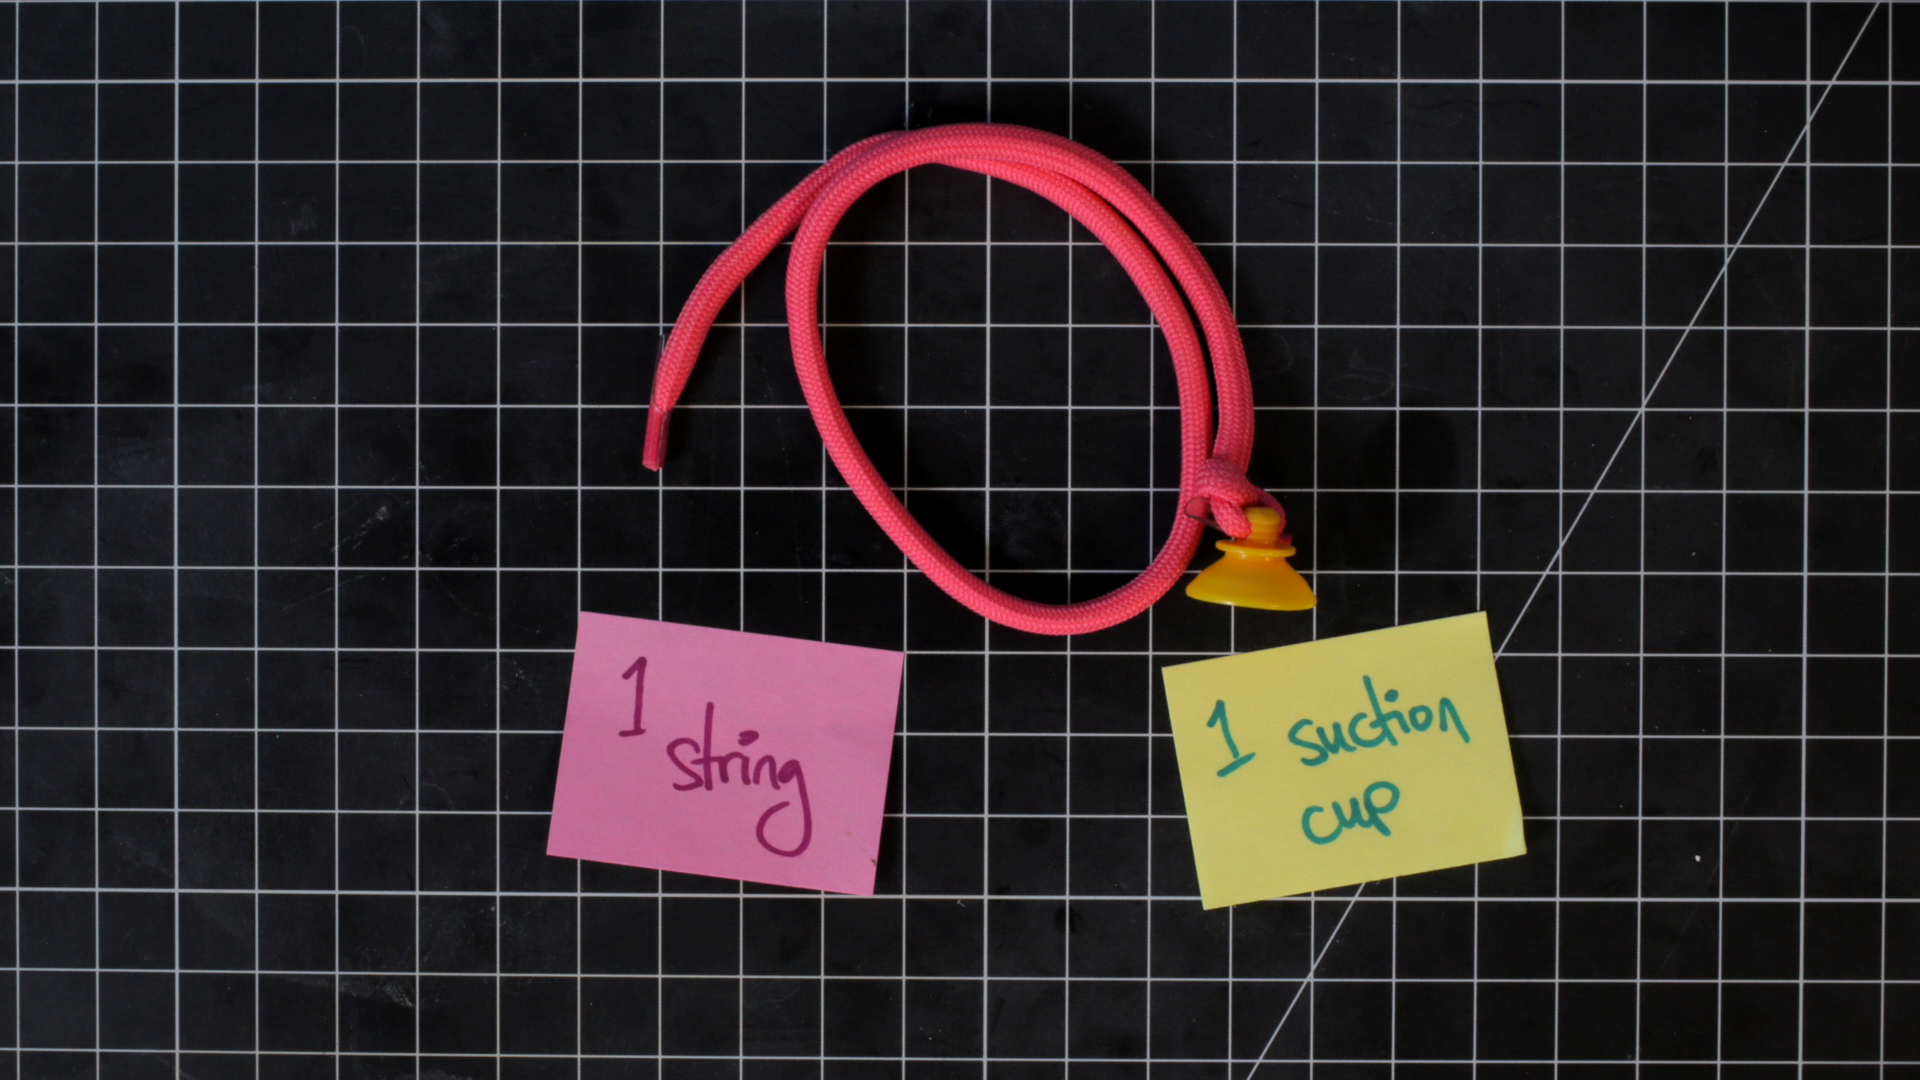 1
string
1 suction
cup